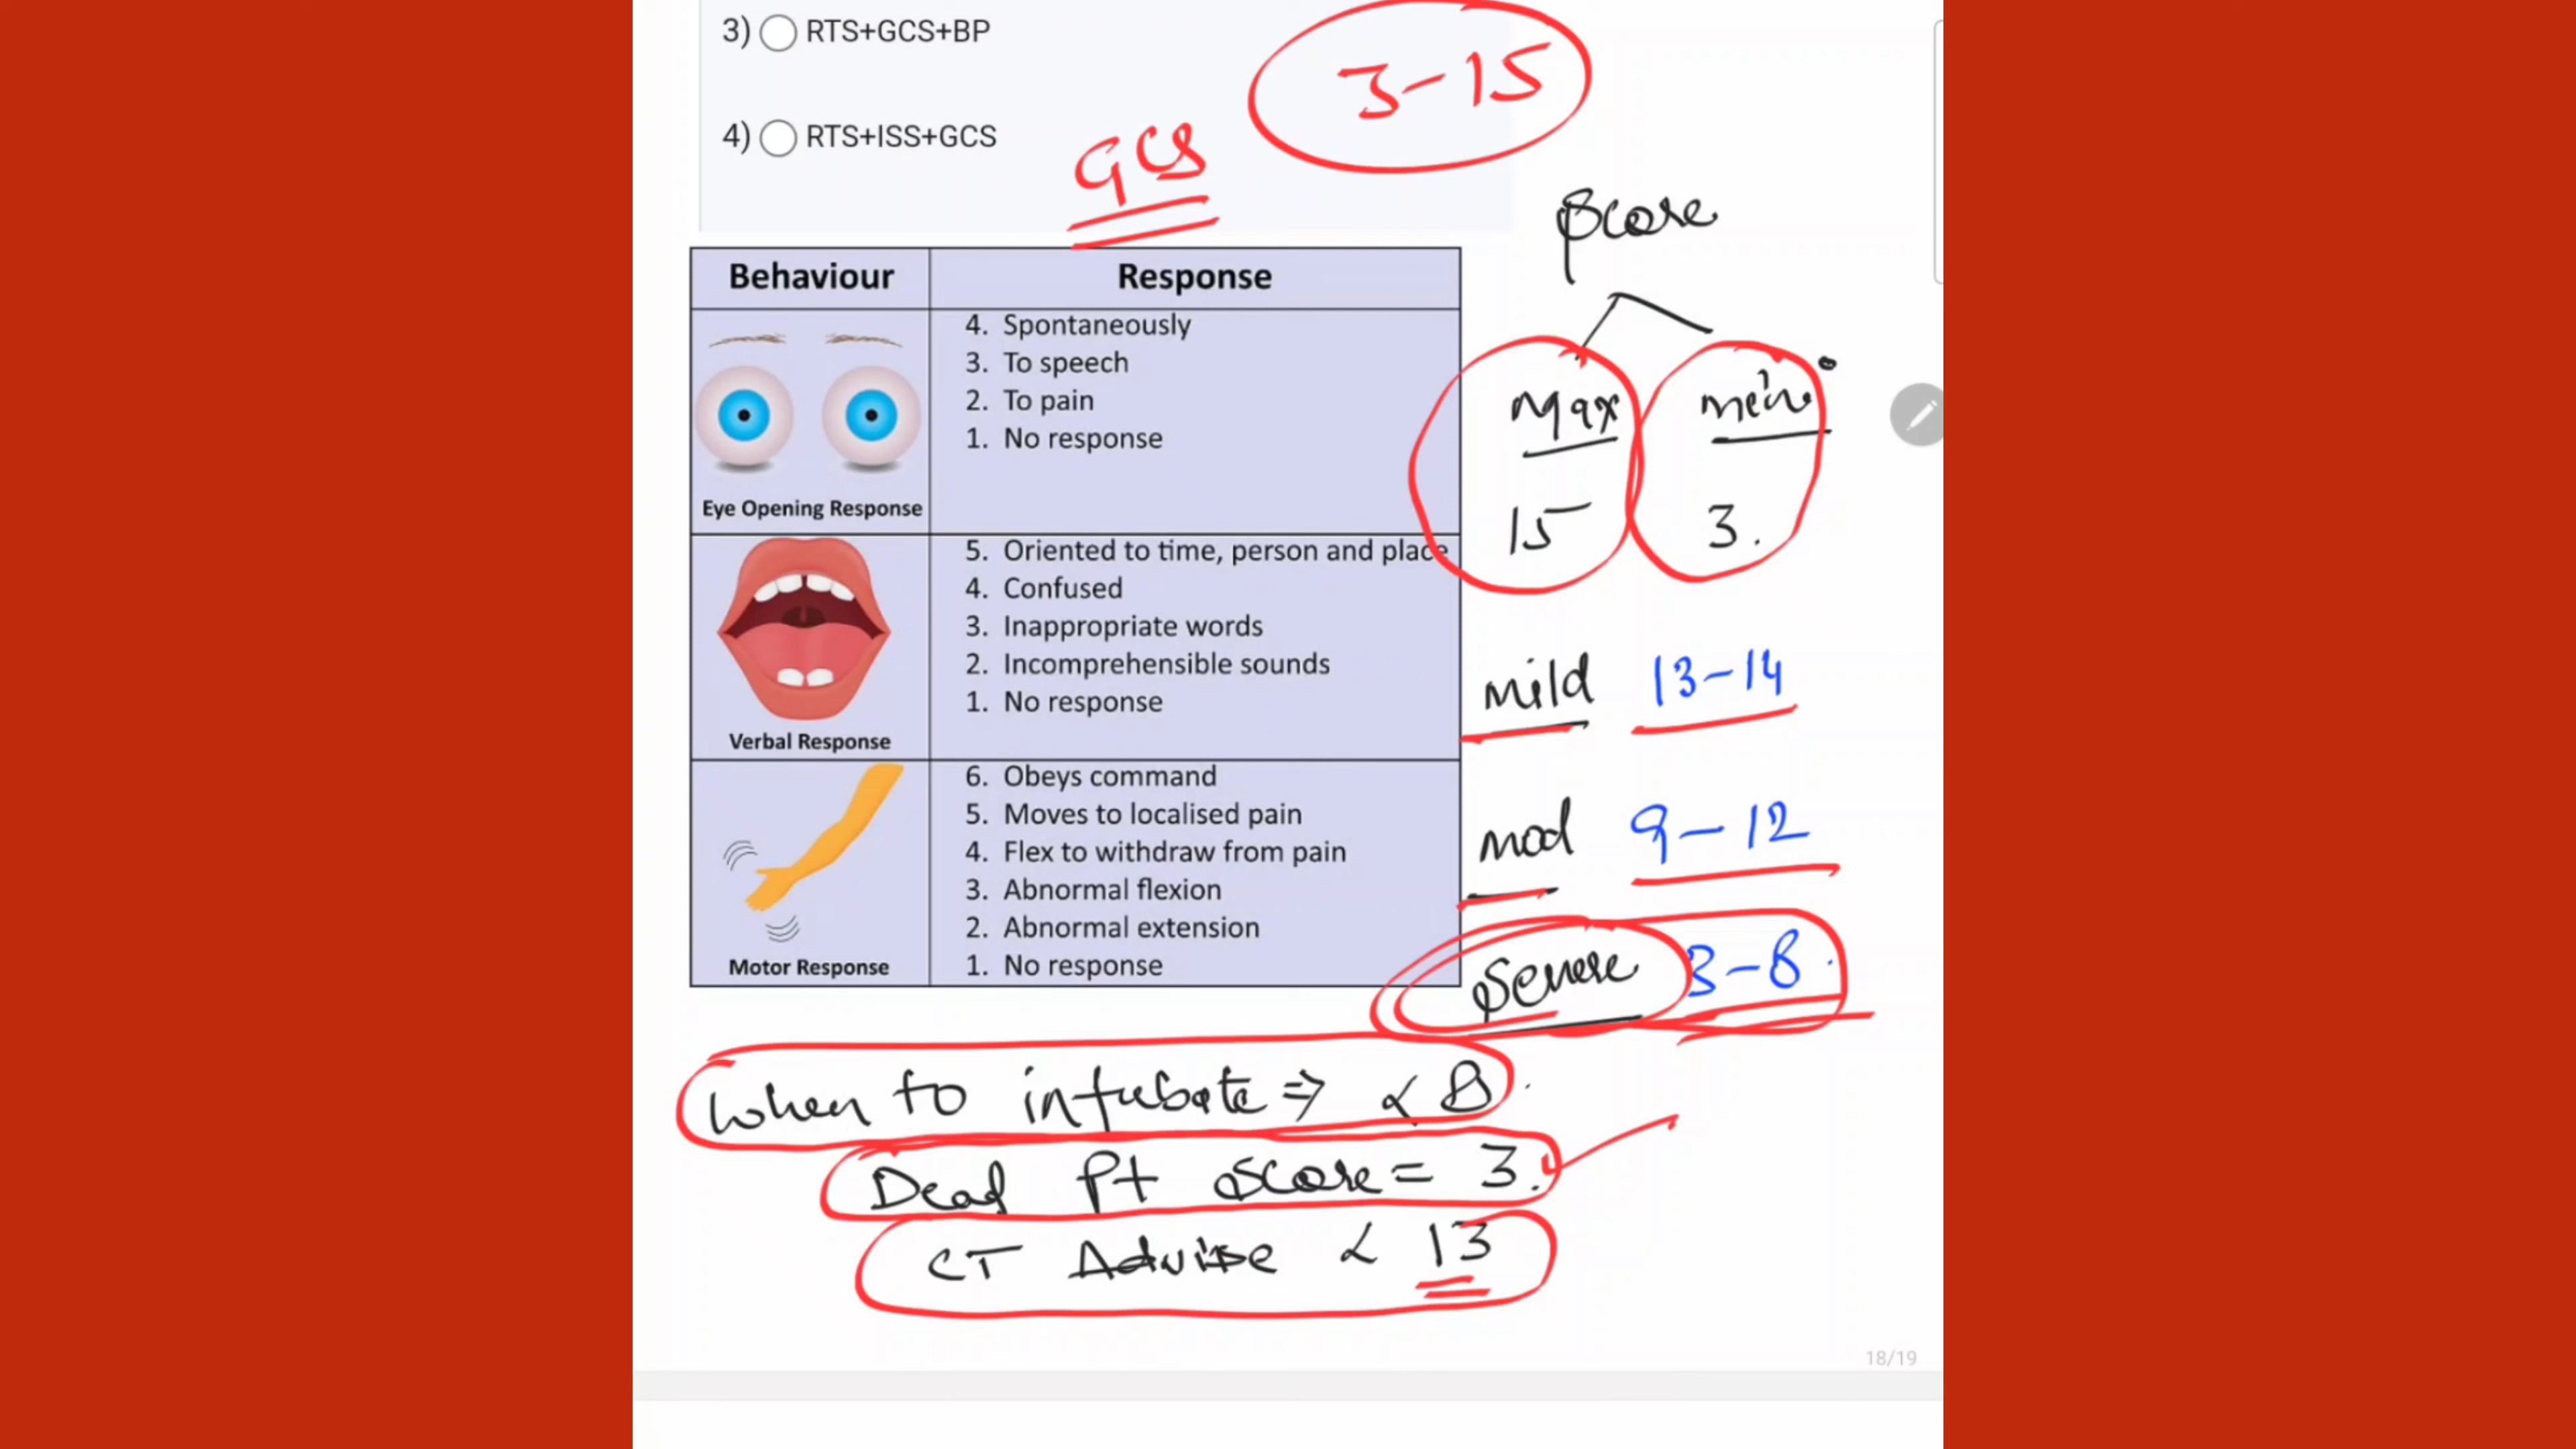 3) RTS+GCS+BP
3-15
4) RTS+ISS+GCS
GCS
Score
Behaviour Response
4. Spontaneously
3. To speech
2. To pain
1. No response
Eye Opening Response
Max
15
3.
5. Oriented to time, person and place
4. Confused
3. Inappropriate words
2. Incomprehensible sounds
1. No response
Verbal Response
mild 13-14
6. Obeys command
5. Moves to localised pain
4. Flex to withdraw from pain
3. Abnormal flexion
2. Abnormal extension
1. No response
Motor Response
mod 9-12
Severe 3-8.
When to intubate ⇒ < 8.
Dead Pt Score = 3.
CT Advise < 13
18/19